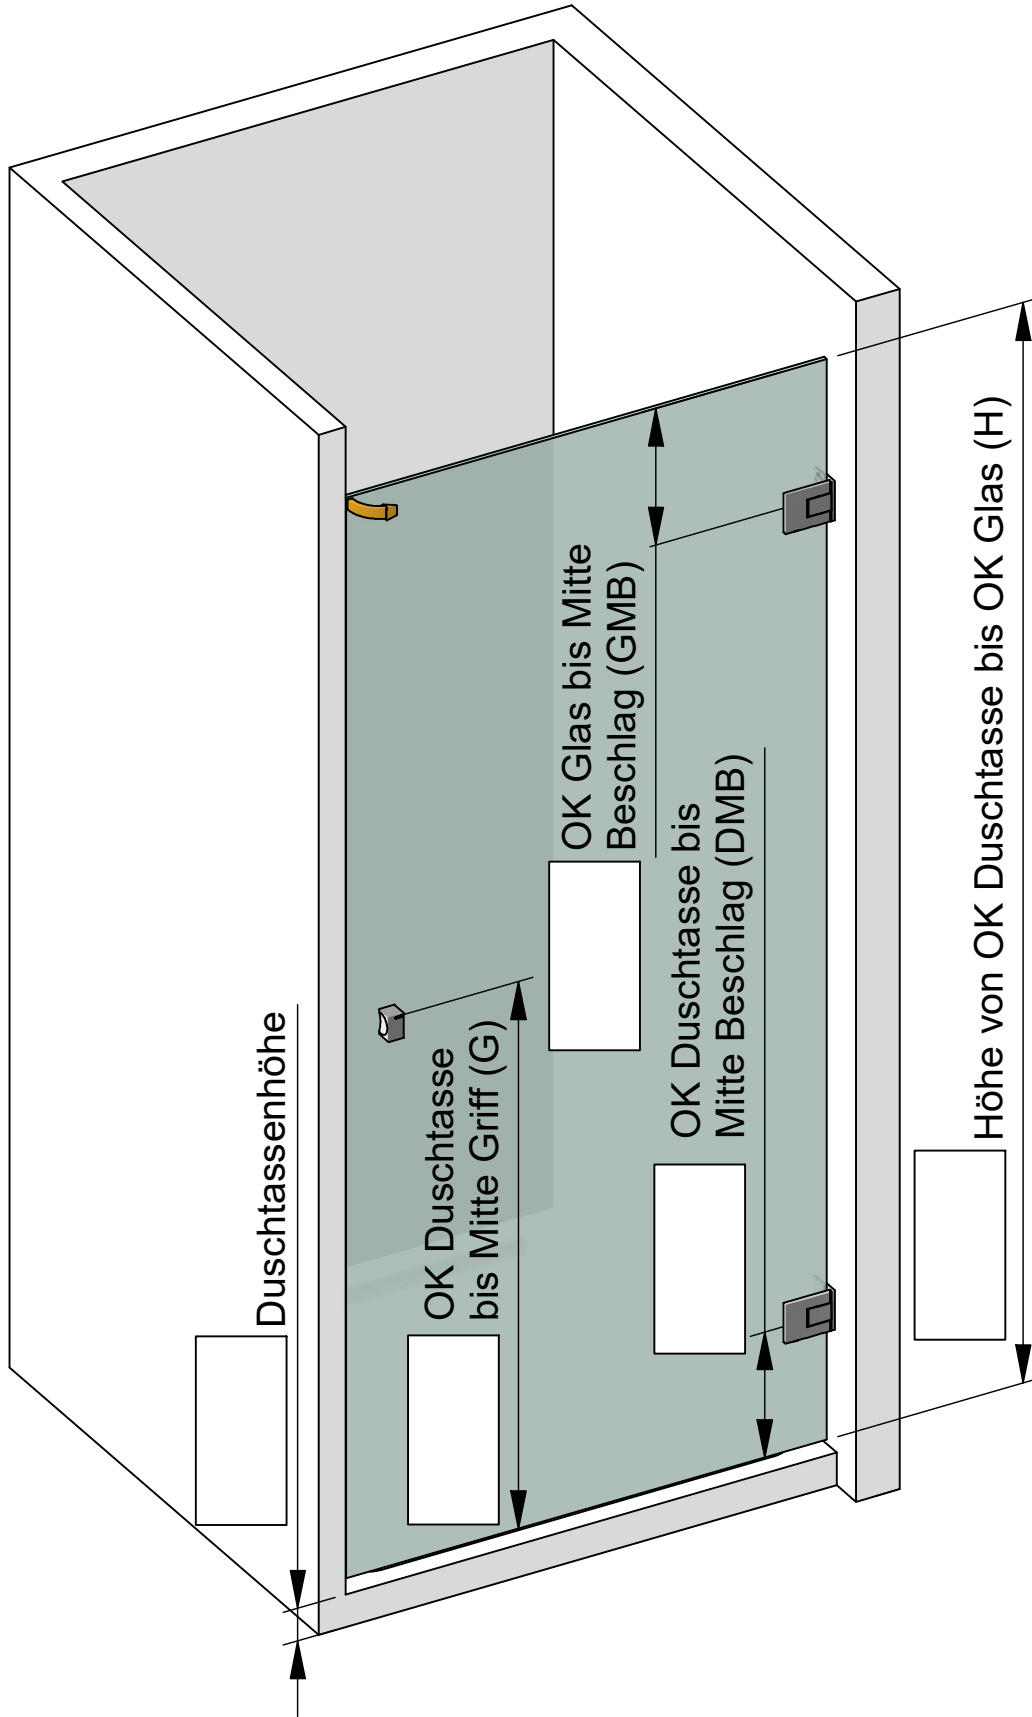 Duschtassenhöhe
OK Duschtasse
bis Mitte Griff (G)
OK Glas bis Mitte
Beschlag (GMB)
OK Duschtasse bis
Mitte Beschlag (DMB)
Höhe von OK Duschtasse bis OK Glas (H)